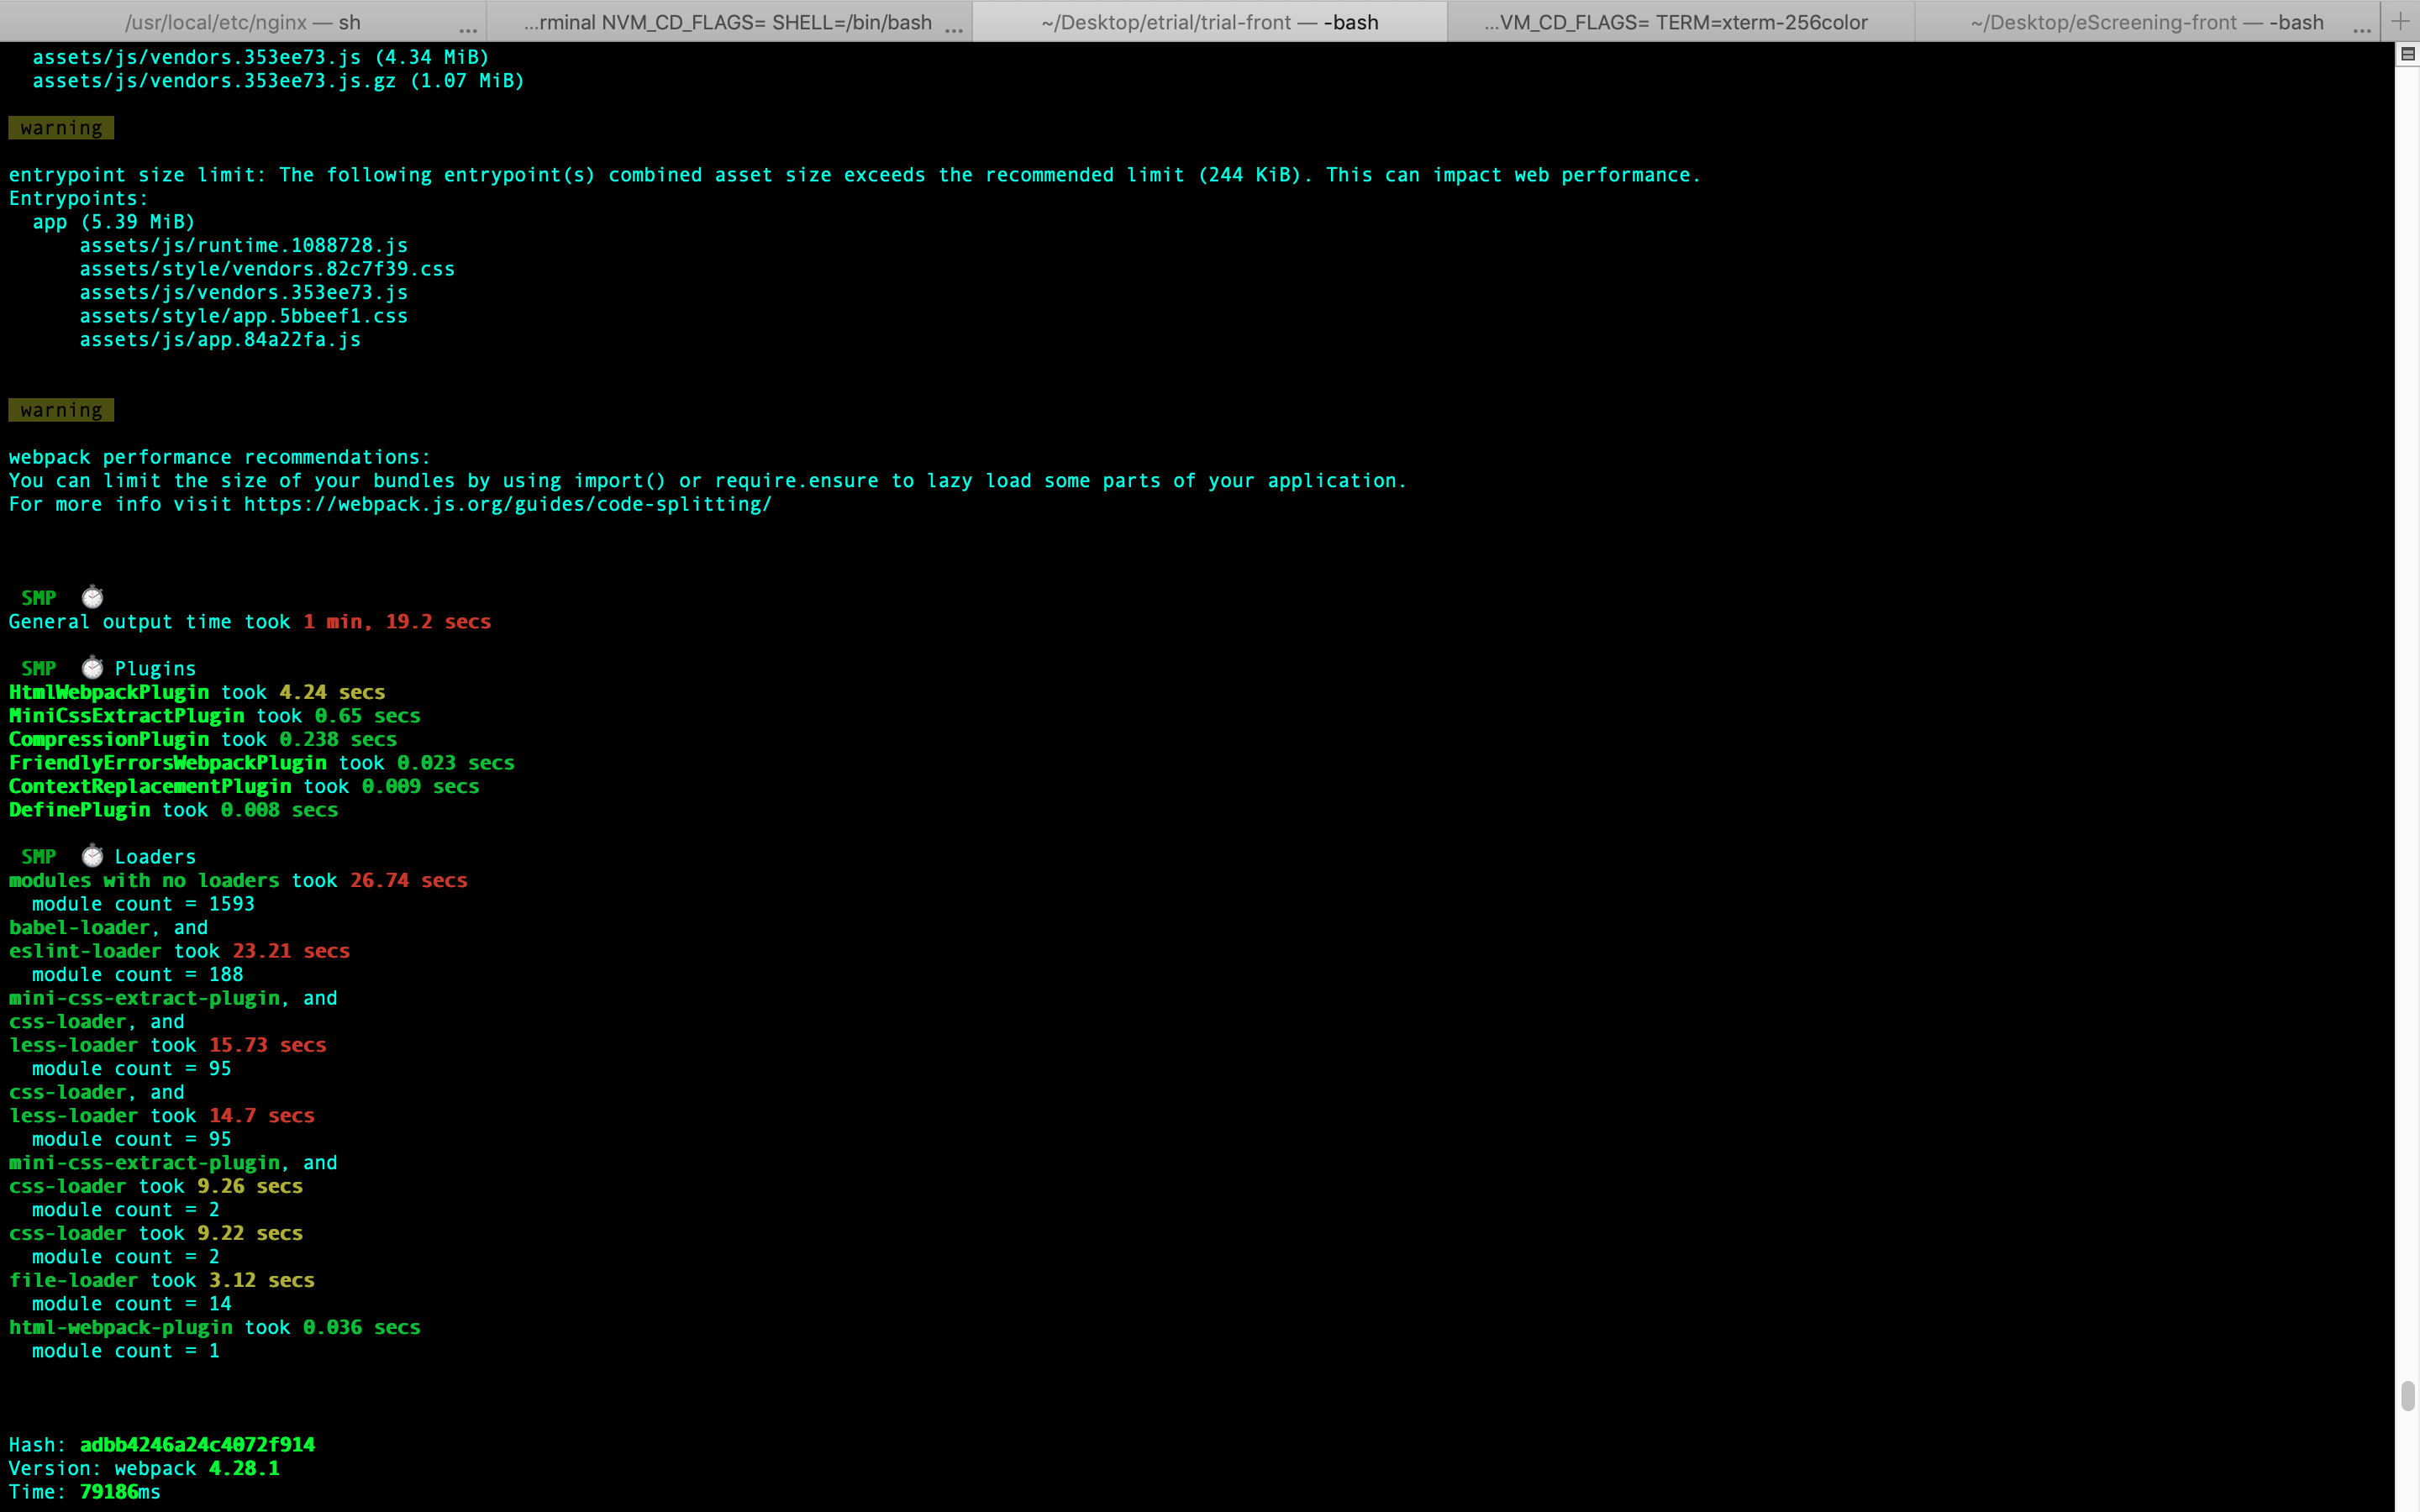 /usr/local/etc/nginx — sh ... ...rminal NVM_CD_FLAGS= SHELL=/bin/bash ... ~/Desktop/etrial/trial-front — -bash ...VM_CD_FLAGS= TERM=xterm-256color ~/Desktop/eScreening-front — -bash ... +
assets/js/vendors.353ee73.js (4.34 MiB)
assets/js/vendors.353ee73.js.gz (1.07 MiB)
warning
entrypoint size limit: The following entrypoint(s) combined asset size exceeds the recommended limit (244 KiB). This can impact web performance.
Entrypoints:
app (5.39 MiB)
assets/js/runtime.1088728.js
assets/style/vendors.82c7f39.css
assets/js/vendors.353ee73.js
assets/style/app.5bbeef1.css
assets/js/app.84a22fa.js
warning
webpack performance recommendations:
You can limit the size of your bundles by using import() or require.ensure to lazy load some parts of your application.
For more info visit https://webpack.js.org/guides/code-splitting/
SMP ⏱
General output time took 1 min, 19.2 secs
SMP ⏱ Plugins
HtmlWebpackPlugin took 4.24 secs
MiniCssExtractPlugin took 0.65 secs
CompressionPlugin took 0.238 secs
FriendlyErrorsWebpackPlugin took 0.023 secs
ContextReplacementPlugin took 0.009 secs
DefinePlugin took 0.008 secs
SMP ⏱ Loaders
modules with no loaders took 26.74 secs
module count = 1593
babel-loader, and
eslint-loader took 23.21 secs
module count = 188
mini-css-extract-plugin, and
css-loader, and
less-loader took 15.73 secs
module count = 95
css-loader, and
less-loader took 14.7 secs
module count = 95
mini-css-extract-plugin, and
css-loader took 9.26 secs
module count = 2
css-loader took 9.22 secs
module count = 2
file-loader took 3.12 secs
module count = 14
html-webpack-plugin took 0.036 secs
module count = 1
Hash: adbb4246a24c4072f914
Version: webpack 4.28.1
Time: 79186ms